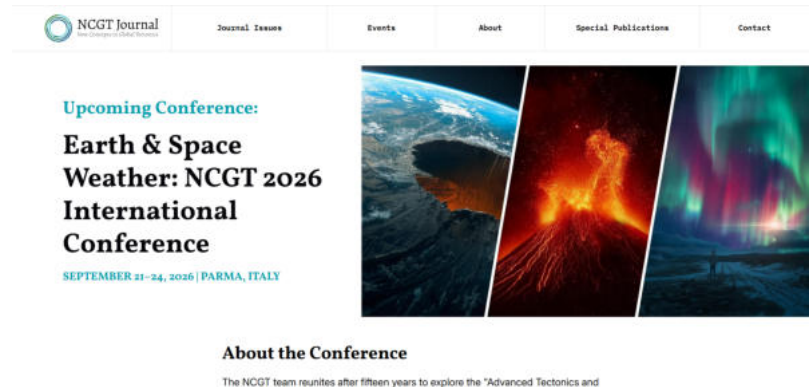 NCGT Journal
New Concepts in Global Tectonics
Journal Issues
Events
About
Special Publications
Contact
Upcoming Conference:
Earth & Space
Weather: NCGT 2026
International
Conference
SEPTEMBER 21–24, 2026 | PARMA, ITALY
About the Conference
The NCGT team reunites after fifteen years to explore the "Advanced Tectonics and